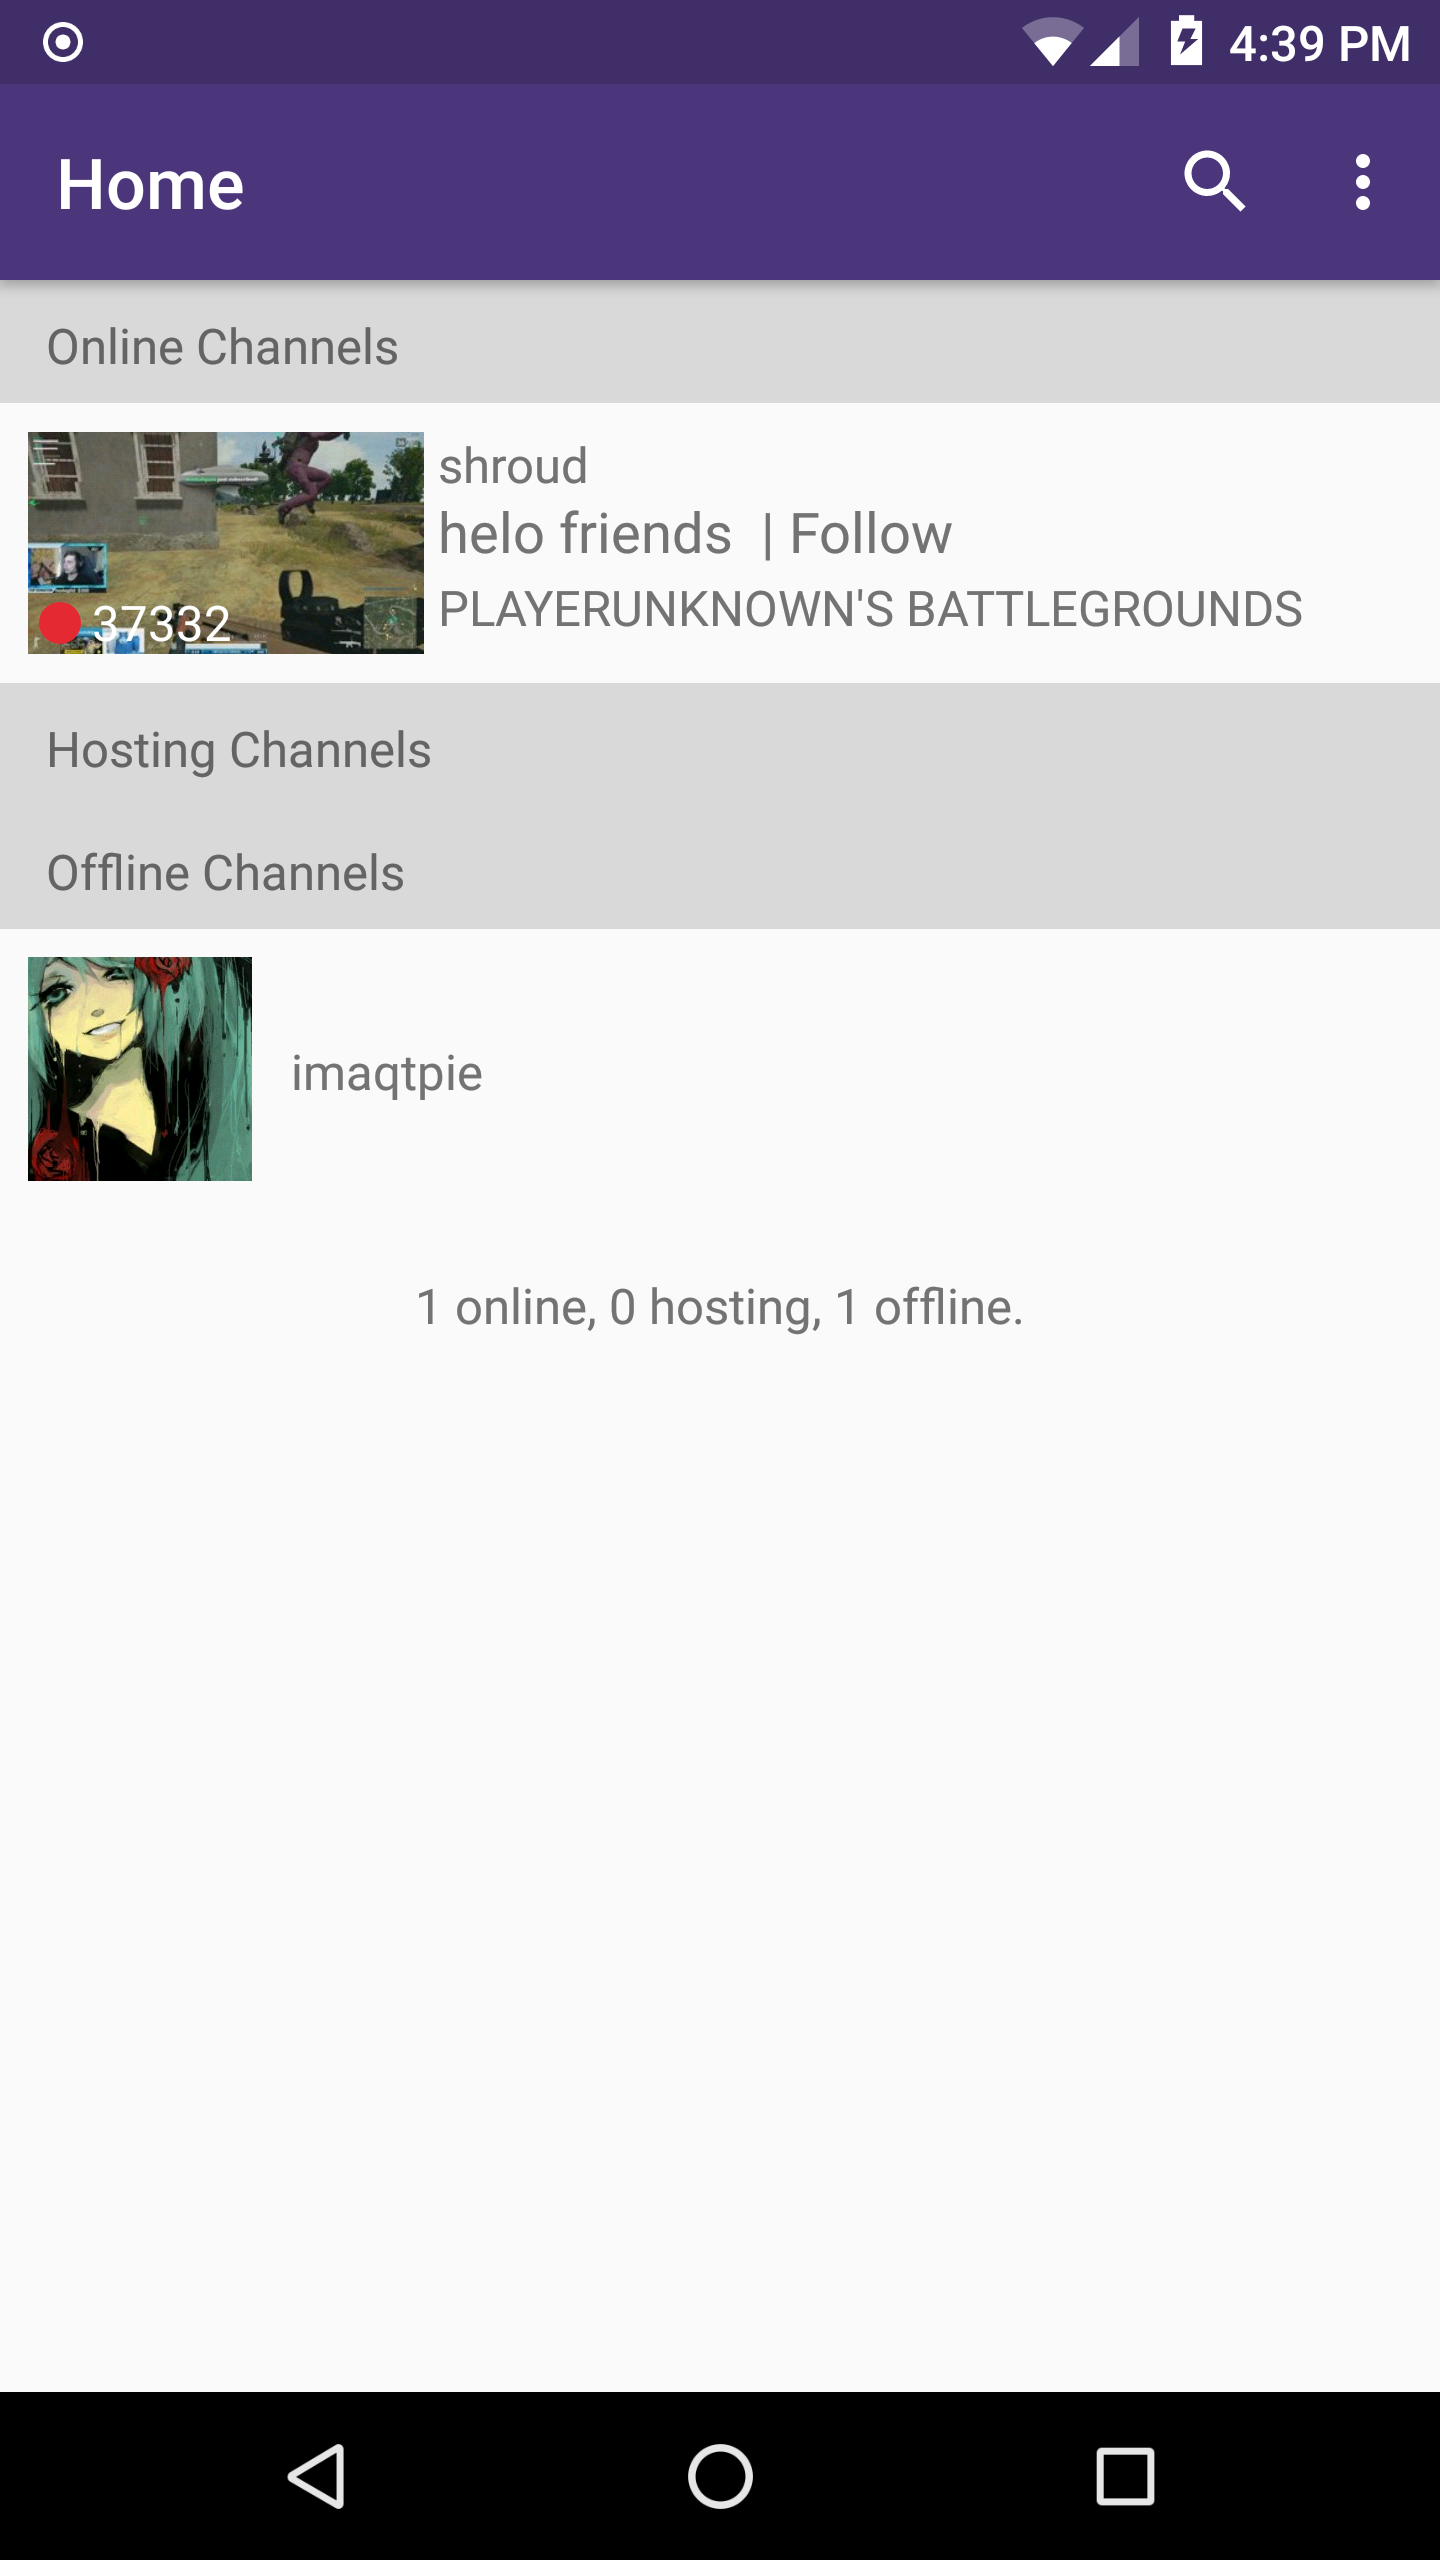 4:39 PM
Home
Online Channels
shroud
helo friends  | Follow
37332
PLAYERUNKNOWN'S BATTLEGROUNDS
Hosting Channels
Offline Channels
imaqtpie
1 online, 0 hosting, 1 offline.